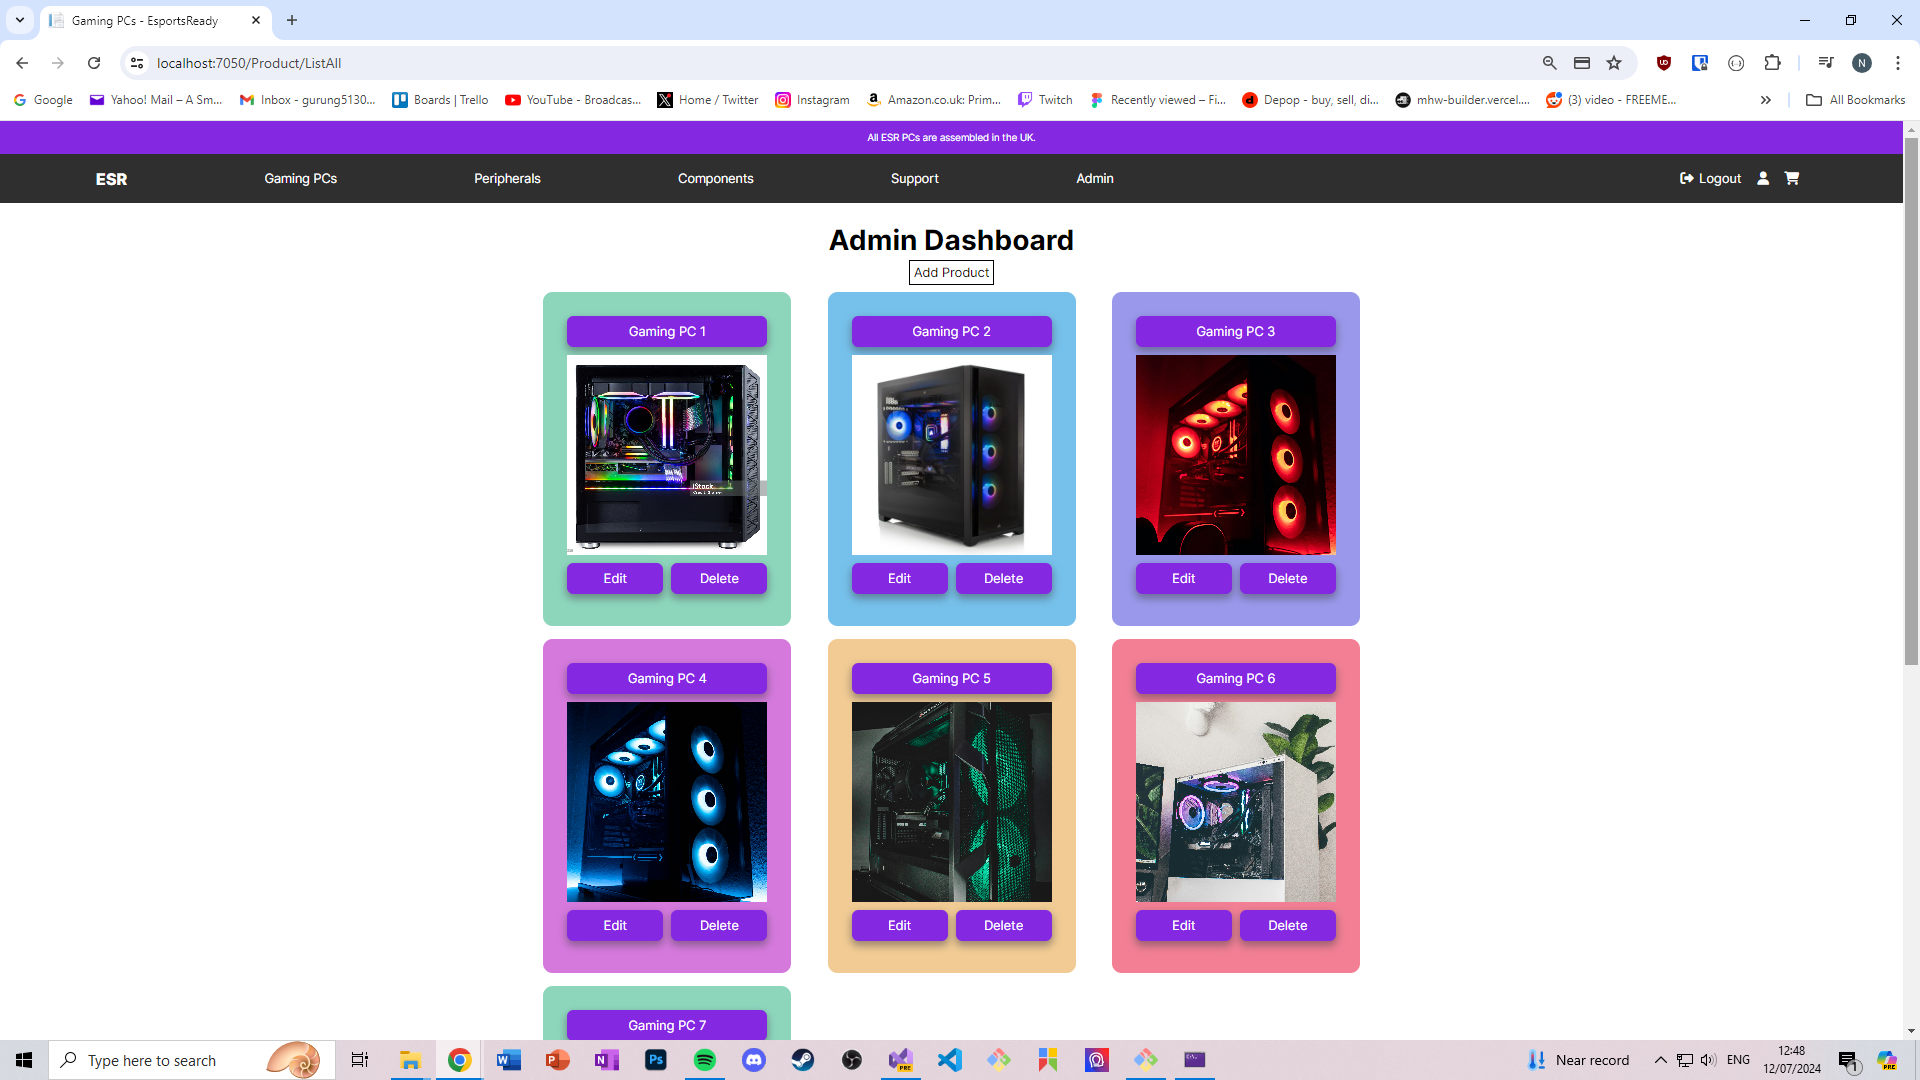 Gaming PCs - EsportsReady
localhost:7050/Product/ListAll
N
Google
Yahoo! Mail – A Sm...
Inbox - gurung5130...
Boards | Trello
YouTube - Broadcas...
Home / Twitter
Instagram
Amazon.co.uk: Prim...
Twitch
Recently viewed – Fi...
Depop - buy, sell, di...
mhw-builder.vercel....
(3) video - FREEME...
All Bookmarks
All ESR PCs are assembled in the UK.
ESR
Gaming PCs
Peripherals
Components
Support
Admin
Logout
Admin Dashboard
Add Product
Gaming PC 1
Gaming PC 2
Gaming PC 3
iStock
Edit
Delete
Edit
Delete
Edit
Delete
Gaming PC 4
Gaming PC 5
Gaming PC 6
Edit
Delete
Edit
Delete
Edit
Delete
Gaming PC 7
Type here to search
Near record
ENG
12:48
12/07/2024
1